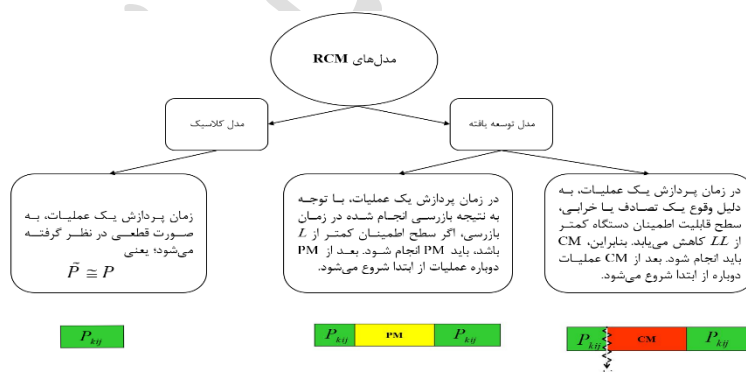 مدل‌های RCM
مدل توسعه یافته
مدل کلاسیک
در زمان پردازش یک عملیات، به
دلیل وقوع یک تصادف یا خرابی،
سطح قابلیت اطمینان دستگاه کمتر
از LL کاهش می‌یابد. بنابراین، CM
باید انجام شود. بعد از CM عملیات
دوباره از ابتدا شروع می‌شود.
در زمان پردازش یک عملیات، با توجه
به نتیجه بازرسی انجام شده در زمان
بازرسی، اگر سطح اطمینان کمتر از L
باشد، باید PM انجام شود. بعد از PM
دوباره عملیات از ابتدا شروع می‌شود.
زمان پردازش یک عملیات، به
صورت قطعی در نظر گرفته
می‌شود؛ یعنی
P̃ ≅ P
P_kij CM P_kij
P_kij PM P_kij
P_kij